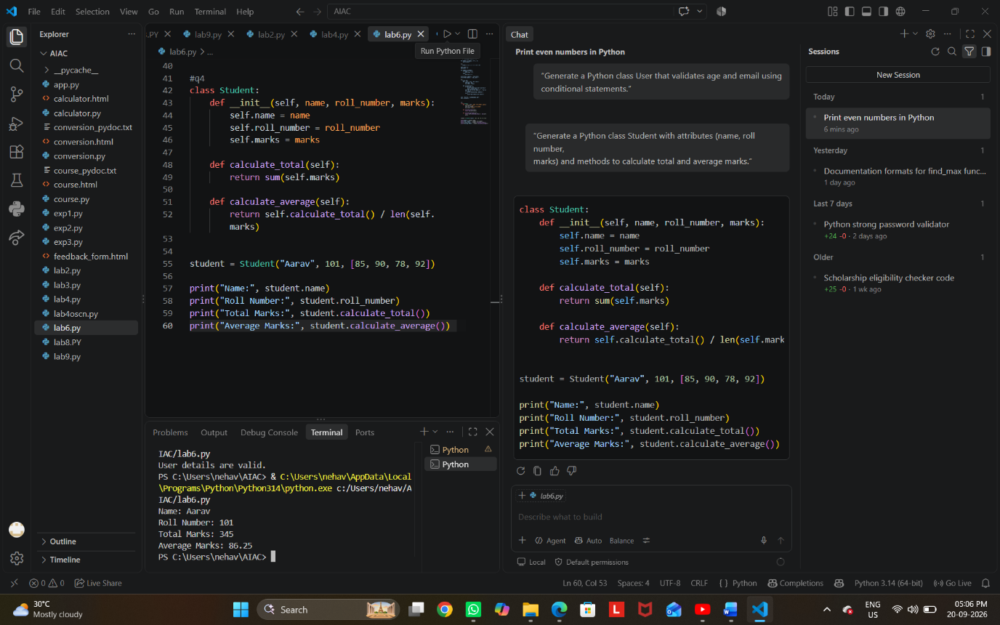 File Edit Selection View Go Run Terminal Help
AIAC
Explorer
AIAC
__pycache__
app.py
calculator.html
calculator.py
conversion_pydoc.txt
conversion.html
conversion.py
course_pydoc.txt
course.html
course.py
exp1.py
exp2.py
exp3.py
feedback_form.html
lab2.py
lab3.py
lab4.py
lab4oscn.py
lab6.py
lab8.PY
lab9.py
Outline
Timeline
.PY lab9.py lab2.py lab4.py lab6.py
lab6.py > ...
Run Python File
40
41 #q4
42 class Student:
43 def __init__(self, name, roll_number, marks):
44 self.name = name
45 self.roll_number = roll_number
46 self.marks = marks
47
48 def calculate_total(self):
49 return sum(self.marks)
50
51 def calculate_average(self):
52 return self.calculate_total() / len(self.
marks)
53
54
55 student = Student("Aarav", 101, [85, 90, 78, 92])
56
57 print("Name:", student.name)
58 print("Roll Number:", student.roll_number)
59 print("Total Marks:", student.calculate_total())
60 print("Average Marks:", student.calculate_average())
Problems Output Debug Console Terminal Ports
IAC/lab6.py
User details are valid.
PS C:\Users\nehav\AIAC> & C:\Users\nehav\AppData\Local
\Programs\Python\Python314\python.exe c:/Users/nehav/A
IAC/lab6.py
Name: Aarav
Roll Number: 101
Total Marks: 345
Average Marks: 86.25
PS C:\Users\nehav\AIAC>
Python
Python
Chat
Print even numbers in Python
“Generate a Python class User that validates age and email using
conditional statements.”
“Generate a Python class Student with attributes (name, roll
number,
marks) and methods to calculate total and average marks.”
class Student:
def __init__(self, name, roll_number, marks):
self.name = name
self.roll_number = roll_number
self.marks = marks
def calculate_total(self):
return sum(self.marks)
def calculate_average(self):
return self.calculate_total() / len(self.mark
student = Student("Aarav", 101, [85, 90, 78, 92])
print("Name:", student.name)
print("Roll Number:", student.roll_number)
print("Total Marks:", student.calculate_total())
print("Average Marks:", student.calculate_average())
lab6.py
Describe what to build
Agent Auto Balance
Local Default permissions
Sessions
New Session
Today 1
Print even numbers in Python
6 mins ago
Yesterday 1
Documentation formats for find_max func...
1 day ago
Last 7 days 1
Python strong password validator
+24 -0 · 2 days ago
Older 1
Scholarship eligibility checker code
+25 -0 · 1 wk ago
0 0 Live Share
Ln 60, Col 53 Spaces: 4 UTF-8 CRLF { } Python Completions Python 3.14 (64-bit) Go Live
30°C
Mostly cloudy
Search
L
W
ENG
US
05:06 PM
20-09-2026